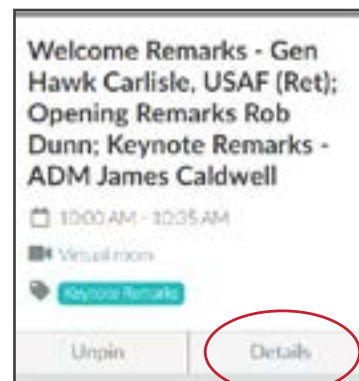 Welcome Remarks - Gen
Hawk Carlisle, USAF (Ret);
Opening Remarks Rob
Dunn; Keynote Remarks -
ADM James Caldwell
10:00 AM - 10:35 AM
Virtual room
Keynote Remarks
Unpin
Details